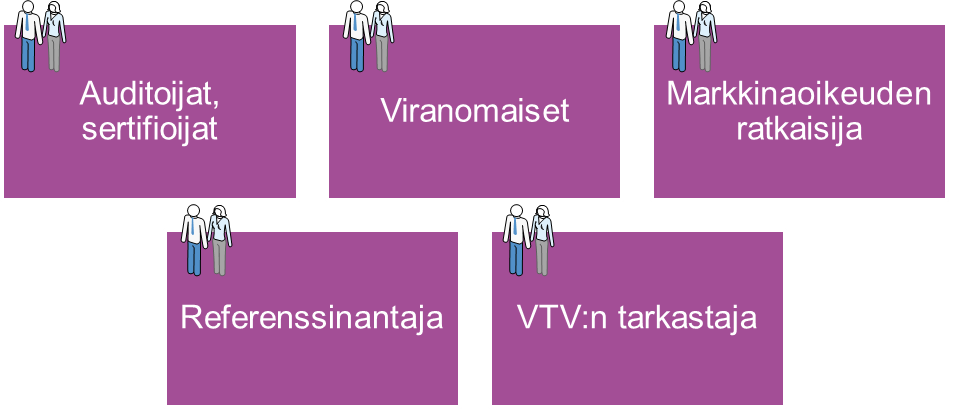 Auditoijat,
sertifioijat
Viranomaiset
Markkinaoikeuden
ratkaisija
Referenssinantaja
VTV:n tarkastaja